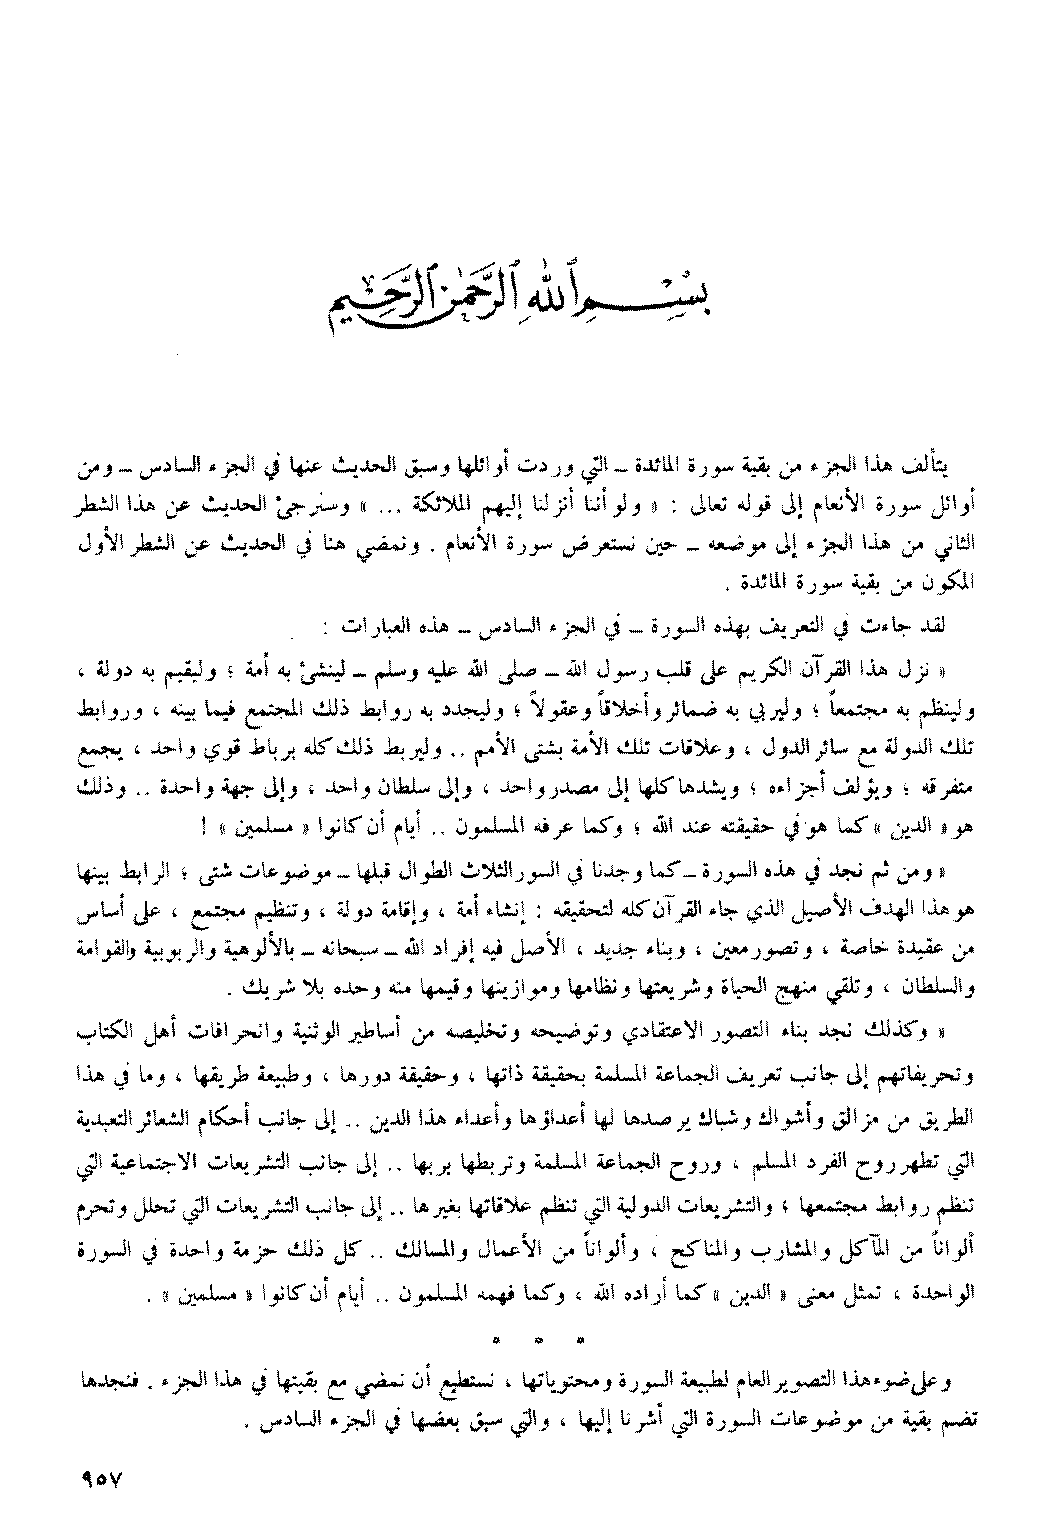 بِسْمِ ٱللَّهِ ٱلرَّحْمَٰنِ ٱلرَّحِيمِ
يتألف هذا الجزء من بقية سورة المائدة – التي وردت أوائلها وسبق الحديث عنها في الجزء السادس – ومن
أوائل سورة الأنعام إلى قوله تعالى : « ولو أننا أنزلنا إليهم الملائكة ... » وسنرجئ الحديث عن هذا الشطر
الثاني من هذا الجزء إلى موضعه – حين نستعرض سورة الأنعام . ونمضي هنا في الحديث عن الشطر الأول
المكون من بقية سورة المائدة .
لقد جاءت في التعريف بهذه السورة – في الجزء السادس – هذه العبارات :
« نزل هذا القرآن الكريم على قلب رسول الله – صلى الله عليه وسلم – لينشئ به أمة ؛ وليقيم به دولة ،
ولينظم به مجتمعاً ؛ وليربي به ضمائر وأخلاقاً وعقولاً ؛ وليحدد به روابط ذلك المجتمع فيما بينه ، وروابط
تلك الدولة مع سائر الدول ، وعلاقات تلك الأمة بشتى الأمم .. وليربط ذلك كله برباط قوي واحد ، يجمع
متفرقه ؛ ويؤلف أجزاءه ؛ ويشدها كلها إلى مصدر واحد ، وإلى سلطان واحد ، وإلى جهة واحدة .. وذلك
هو « الدين » كما هو في حقيقته عند الله ؛ وكما عرفه المسلمون .. أيام أن كانوا « مسلمين » !
« ومن ثم نجد في هذه السورة – كما وجدنا في السور الثلاث الطوال قبلها – موضوعات شتى ؛ الرابط بينها
هو هذا الهدف الأصيل الذي جاء القرآن كله لتحقيقه : إنشاء أمة ، وإقامة دولة ، وتنظيم مجتمع ، على أساس
من عقيدة خاصة ، وتصور معين ، وبناء جديد ، الأصل فيه إفراد الله – سبحانه – بالألوهية والربوبية والقوامة
والسلطان ، وتلقي منهج الحياة وشريعتها ونظامها وموازينها وقيمها منه وحده بلا شريك .
« وكذلك نجد بناء التصور الاعتقادي وتوضيحه وتخليصه من أساطير الوثنية وانحرافات أهل الكتاب
وتحريفاتهم إلى جانب تعريف الجماعة المسلمة بحقيقة ذاتها ، وحقيقة دورها ، وطبيعة طريقها ، وما في هذا
الطريق من مزالق وأشواك وشباك يرصدها لها أعداؤها وأعداء هذا الدين .. إلى جانب أحكام الشعائر التعبدية
التي تطهر روح الفرد المسلم ، وروح الجماعة المسلمة وتربطها بربها .. إلى جانب التشريعات الاجتماعية التي
تنظم روابط مجتمعها ؛ والتشريعات الدولية التي تنظم علاقاتها بغيرها .. إلى جانب التشريعات التي تحلل وتحرم
ألواناً من المآكل والمشارب والمناكح ، وألواناً من الأعمال والمسالك .. كل ذلك حزمة واحدة في السورة
الواحدة ، تمثل معنى « الدين » كما أراده الله ، وكما فهمه المسلمون .. أيام أن كانوا « مسلمين » .
* * *
وعلى ضوء هذا التصوير العام لطبيعة السورة ومحتوياتها ، نستطيع أن نمضي مع بقيتها في هذا الجزء . فنجدها
تضم بقية من موضوعات السورة التي أشرنا إليها ، والتي سبق بعضها في الجزء السادس .
٩٥٧